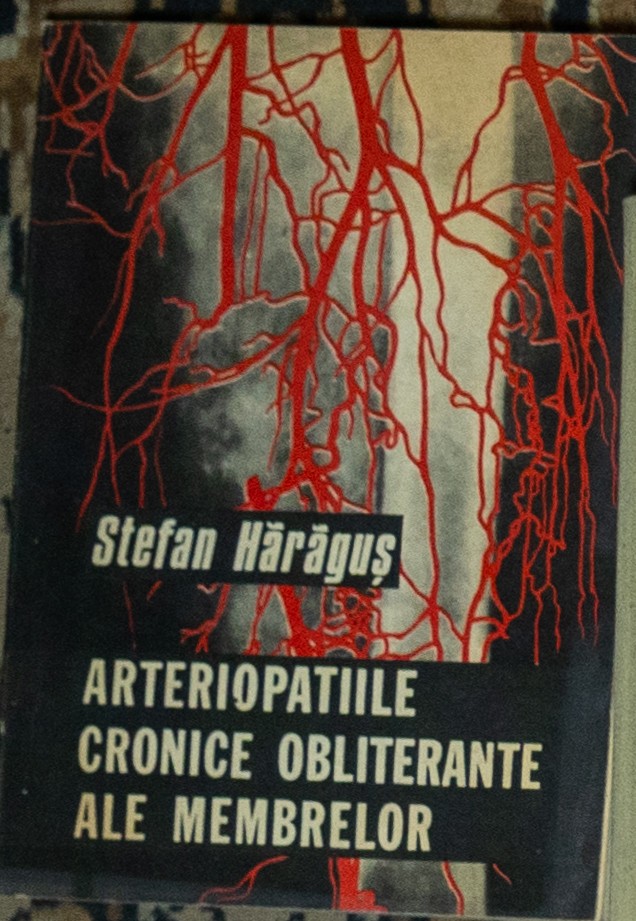 Stefan Hărăguș
ARTERIOPATIILE
CRONICE OBLITERANTE
ALE MEMBRELOR